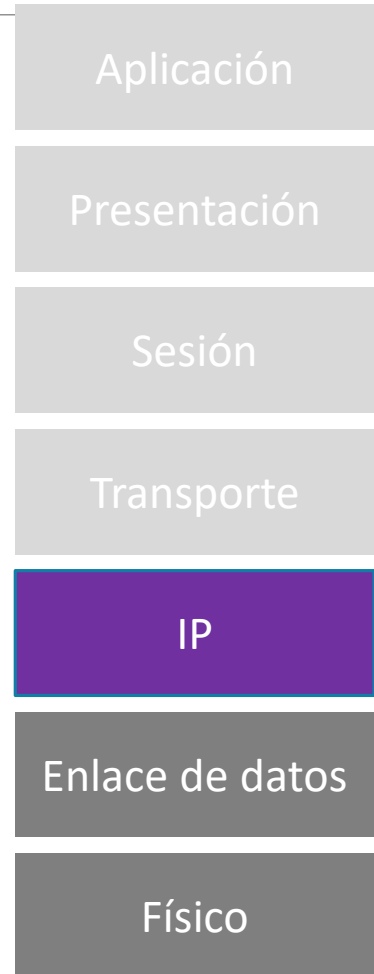 Aplicación
Presentación
Sesión
Transporte
IP
Enlace de datos
Físico